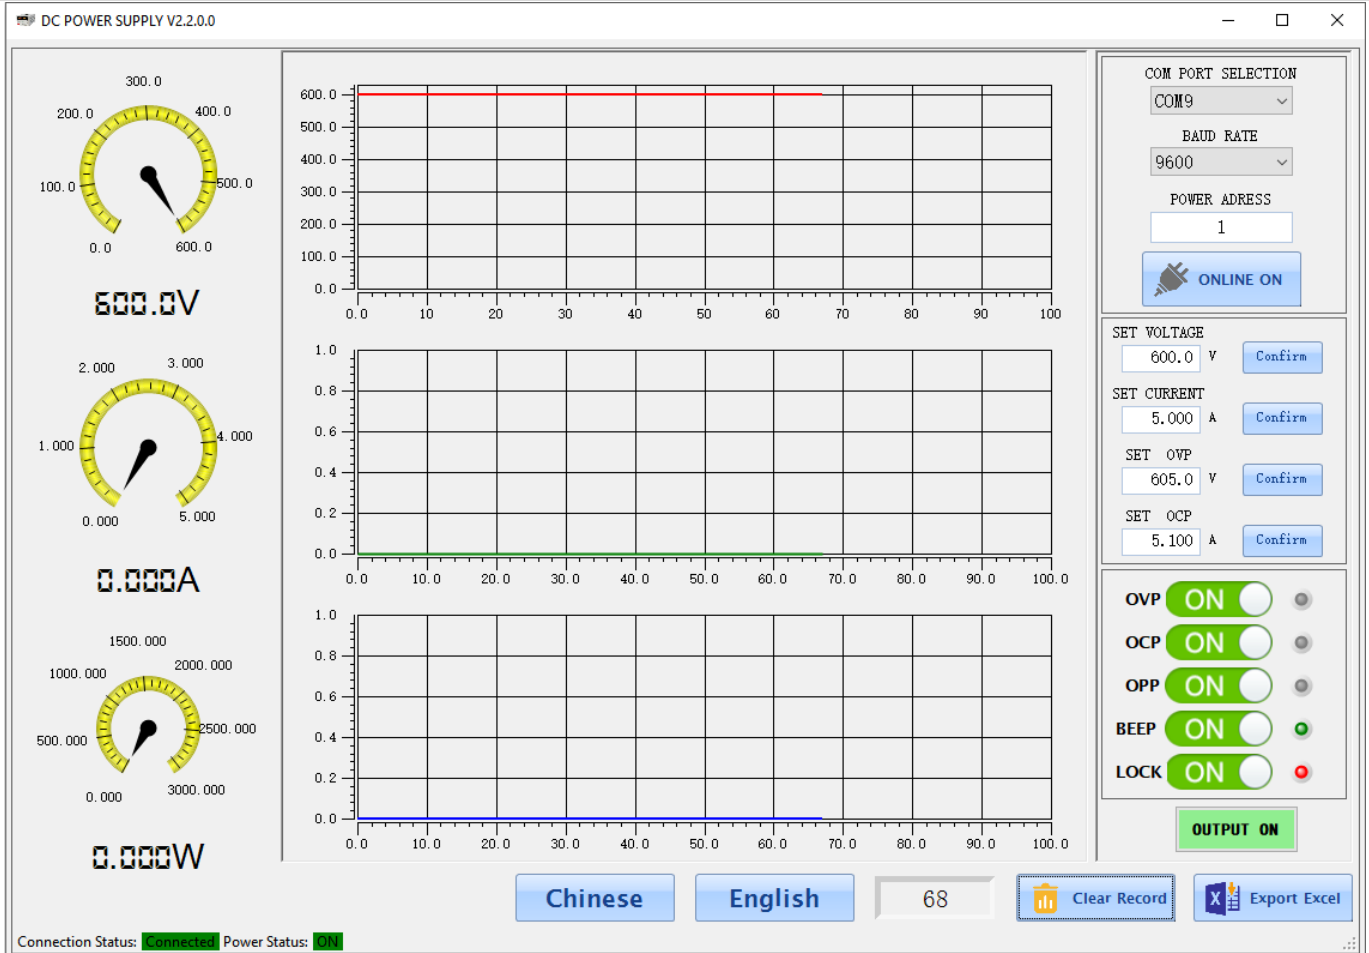 DC POWER SUPPLY V2.2.0.0
300.0
200.0
400.0
100.0
500.0
0.0
600.0
600.0V
2.000
3.000
1.000
4.000
0.000
5.000
0.000A
1500.000
1000.000
2000.000
500.000
2500.000
0.000
3000.000
0.000W
600.0
500.0
400.0
300.0
200.0
100.0
0.0
0.0 10 20 30 40 50 60 70 80 90 100
1.0
0.8
0.6
0.4
0.2
0.0
0.0 10.0 20.0 30.0 40.0 50.0 60.0 70.0 80.0 90.0 100.0
1.0
0.8
0.6
0.4
0.2
0.0
0.0 10.0 20.0 30.0 40.0 50.0 60.0 70.0 80.0 90.0 100.0
COM PORT SELECTION
COM9
BAUD RATE
9600
POWER ADRESS
1
ONLINE ON
SET VOLTAGE
600.0 V Confirm
SET CURRENT
5.000 A Confirm
SET OVP
605.0 V Confirm
SET OCP
5.100 A Confirm
OVP ON
OCP ON
OPP ON
BEEP ON
LOCK ON
OUTPUT ON
Chinese English 68 Clear Record Export Excel
Connection Status: Connected Power Status: ON